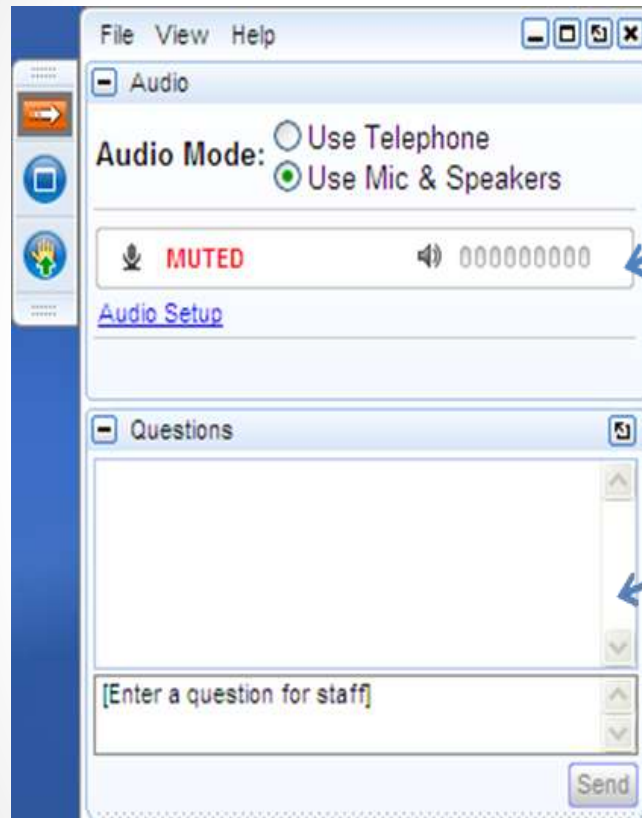 File View Help
Audio
Audio Mode:
Use Telephone
Use Mic & Speakers
MUTED
000000000
Audio Setup
Questions
[Enter a question for staff]
Send